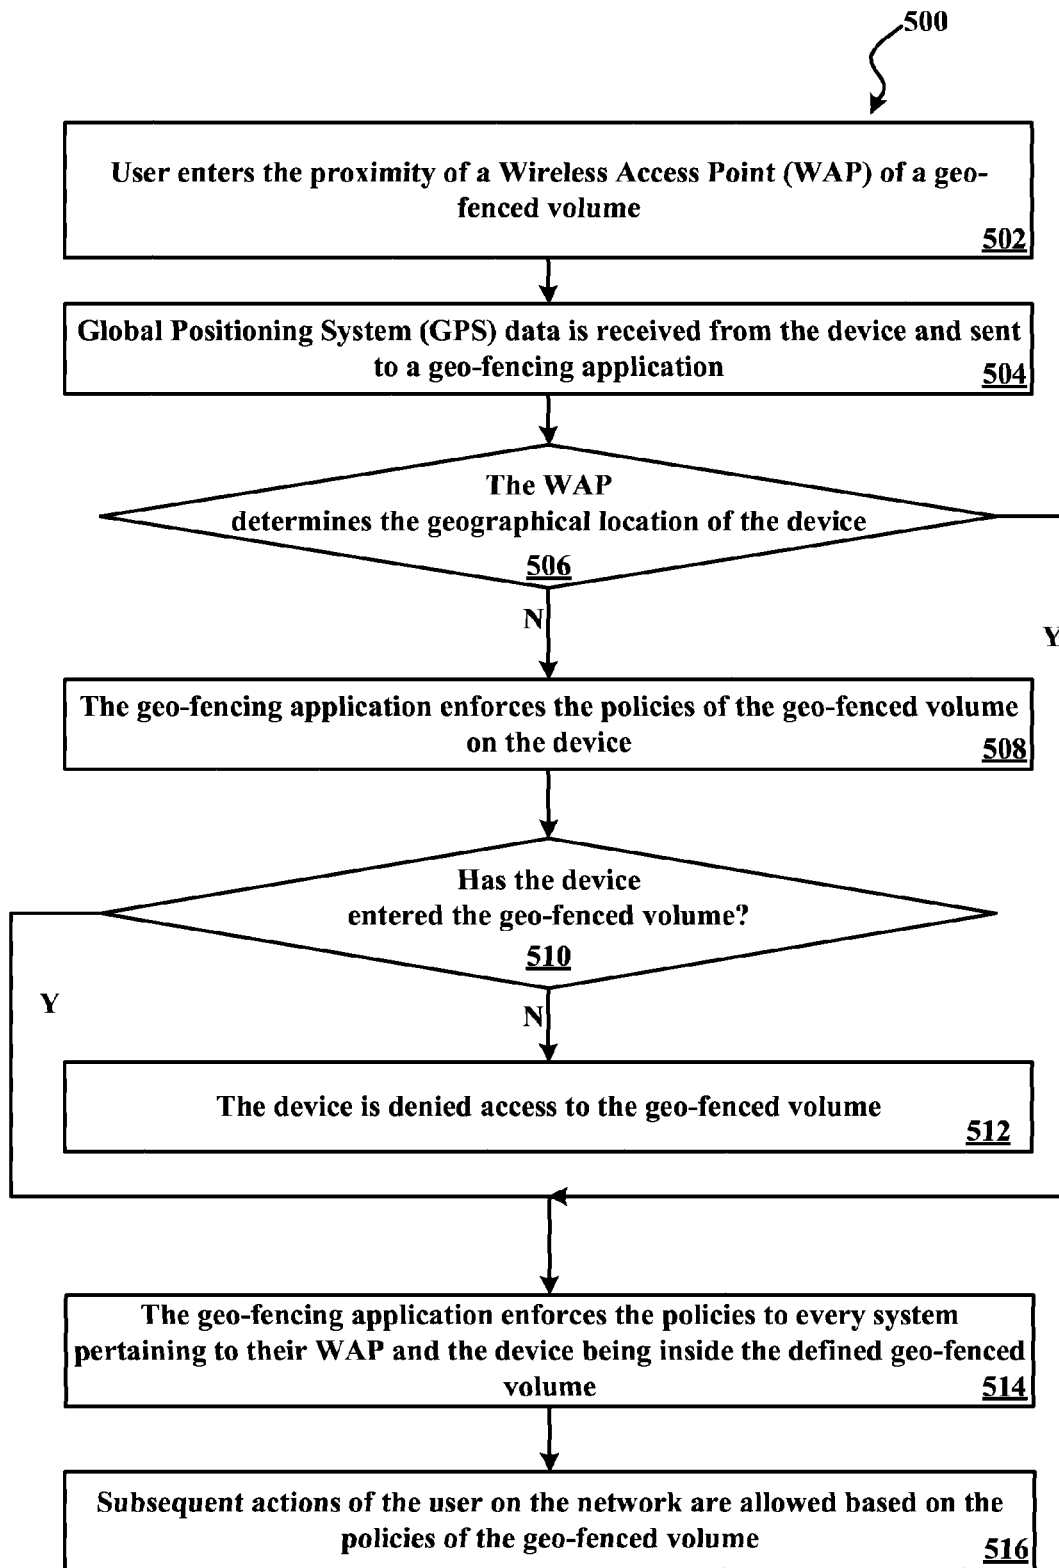 500
User enters the proximity of a Wireless Access Point (WAP) of a geo-
fenced volume
502
Global Positioning System (GPS) data is received from the device and sent
to a geo-fencing application
504
The WAP
determines the geographical location of the device
506
N
Y
The geo-fencing application enforces the policies of the geo-fenced volume
on the device
508
Has the device
entered the geo-fenced volume?
510
Y
N
The device is denied access to the geo-fenced volume
512
The geo-fencing application enforces the policies to every system
pertaining to their WAP and the device being inside the defined geo-fenced
volume
514
Subsequent actions of the user on the network are allowed based on the
policies of the geo-fenced volume
516